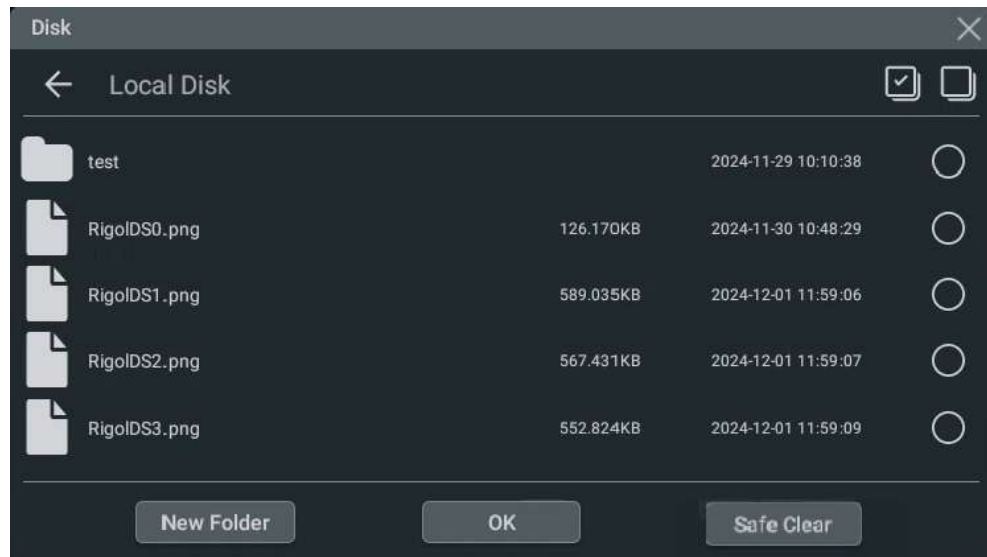 Disk
Local Disk
test 2024-11-29 10:10:38
RigolDS0.png 126.170KB 2024-11-30 10:48:29
RigolDS1.png 589.035KB 2024-12-01 11:59:06
RigolDS2.png 567.431KB 2024-12-01 11:59:07
RigolDS3.png 552.824KB 2024-12-01 11:59:09
New Folder OK Safe Clear